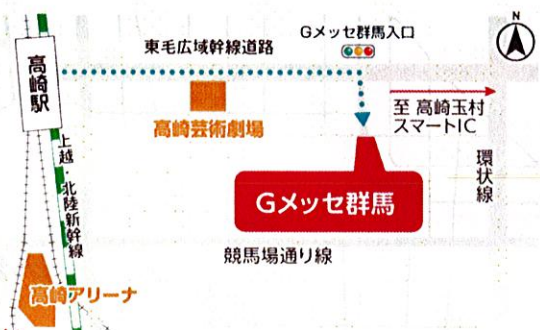 N
Gメッセ群馬入口
東毛広域幹線道路
高崎駅
高崎芸術劇場
至 高崎玉村
スマートIC
環状線
上越・北陸新幹線
Gメッセ群馬
競馬場通り線
高崎アリーナ